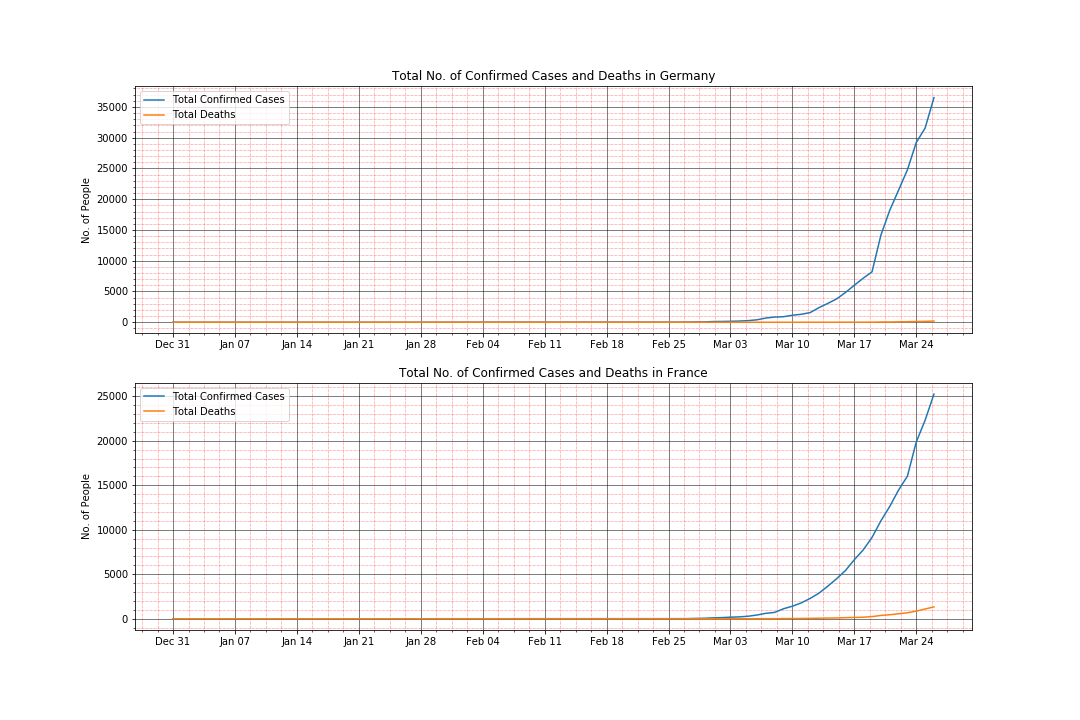 Total No. of Confirmed Cases and Deaths in Germany
Total Confirmed Cases
Total Deaths
No. of People
35000
30000
25000
20000
15000
10000
5000
0
Dec 31 Jan 07 Jan 14 Jan 21 Jan 28 Feb 04 Feb 11 Feb 18 Feb 25 Mar 03 Mar 10 Mar 17 Mar 24
Total No. of Confirmed Cases and Deaths in France
Total Confirmed Cases
Total Deaths
No. of People
25000
20000
15000
10000
5000
0
Dec 31 Jan 07 Jan 14 Jan 21 Jan 28 Feb 04 Feb 11 Feb 18 Feb 25 Mar 03 Mar 10 Mar 17 Mar 24